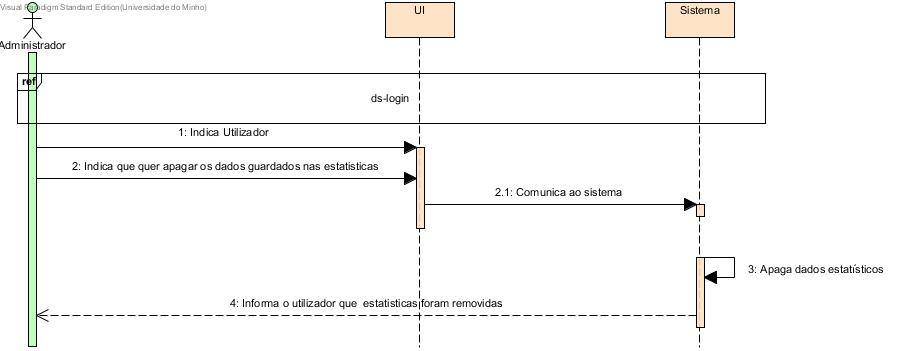 Visual Paradigm Standard Edition(Universidade do Minho)
UI
Sistema
Administrador
ref
ds-login
1: Indica Utilizador
2: Indica que quer apagar os dados guardados nas estatisticas
2.1: Comunica ao sistema
3: Apaga dados estatísticos
4: Informa o utilizador que estatisticas foram removidas